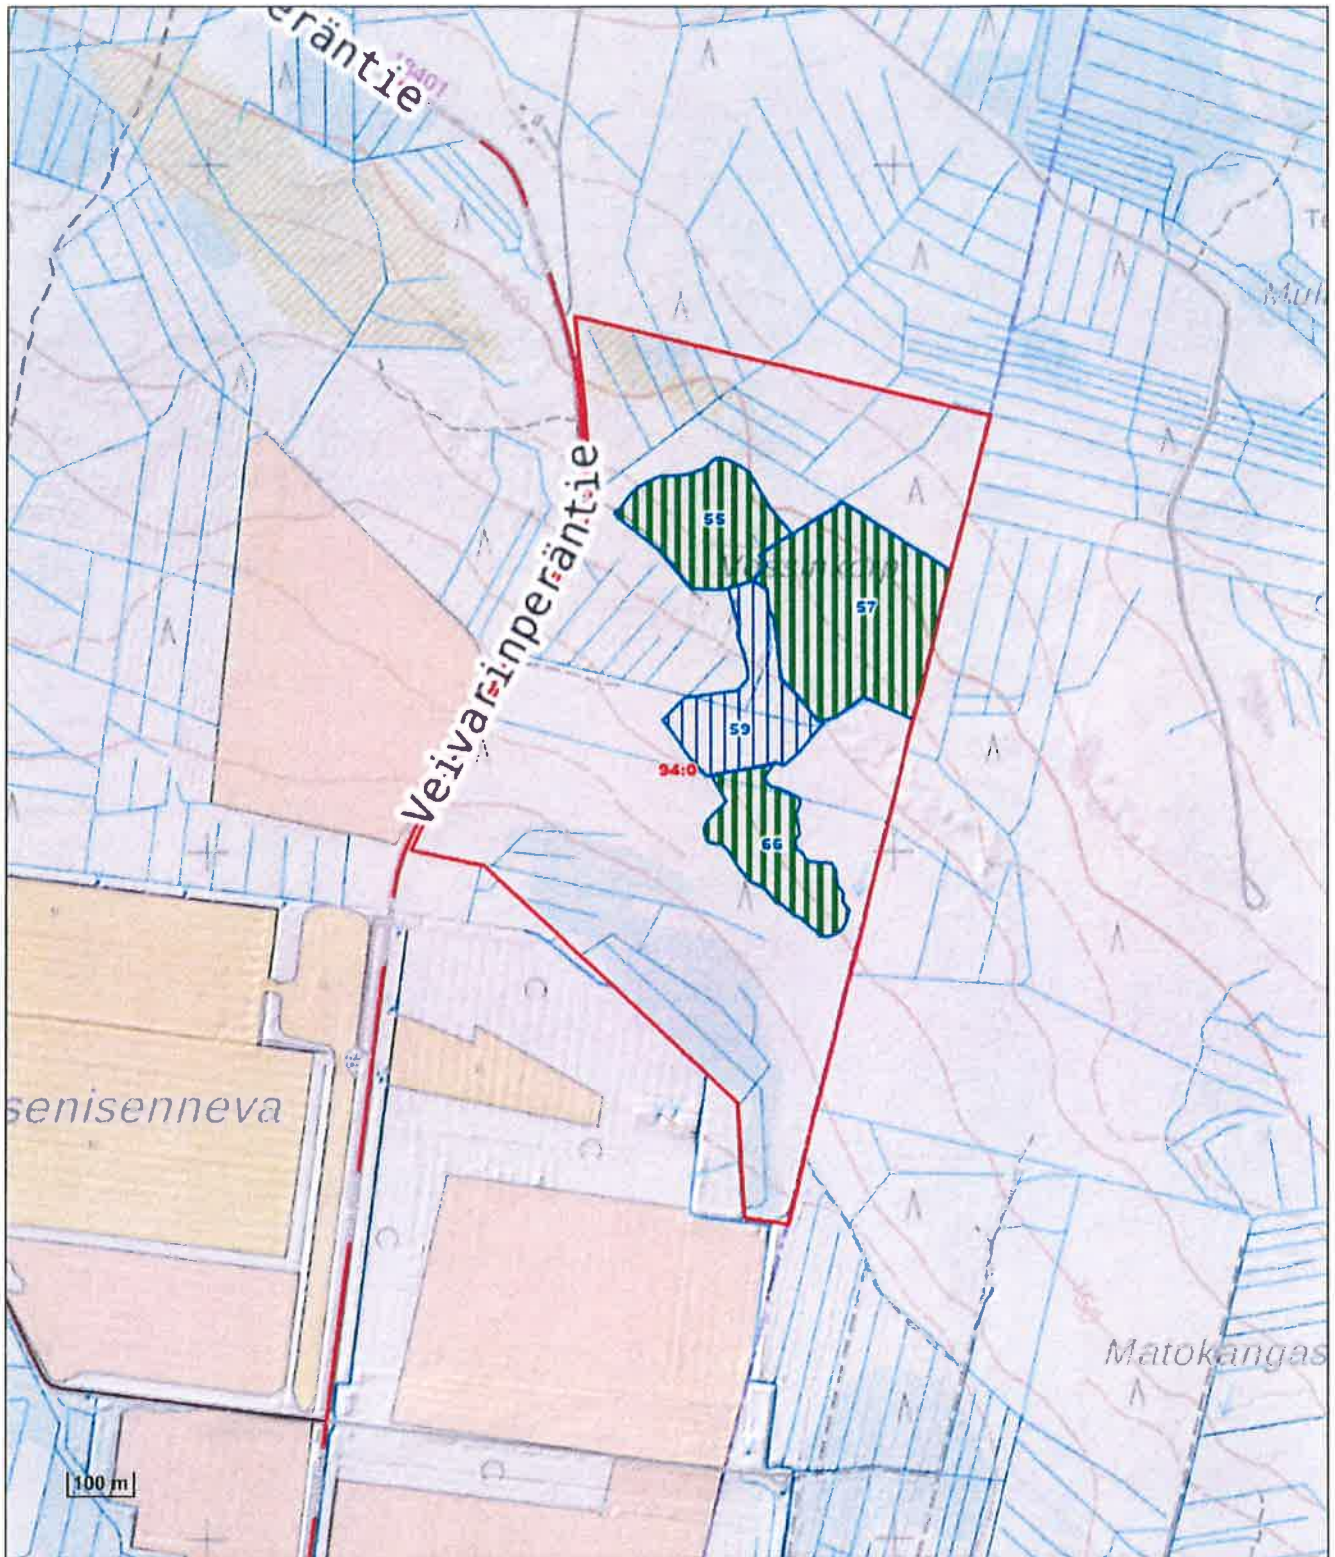 eräntie
Veivarinperäntie
55
57
59
94:0
66
senisenneva
Matokangas
100 m